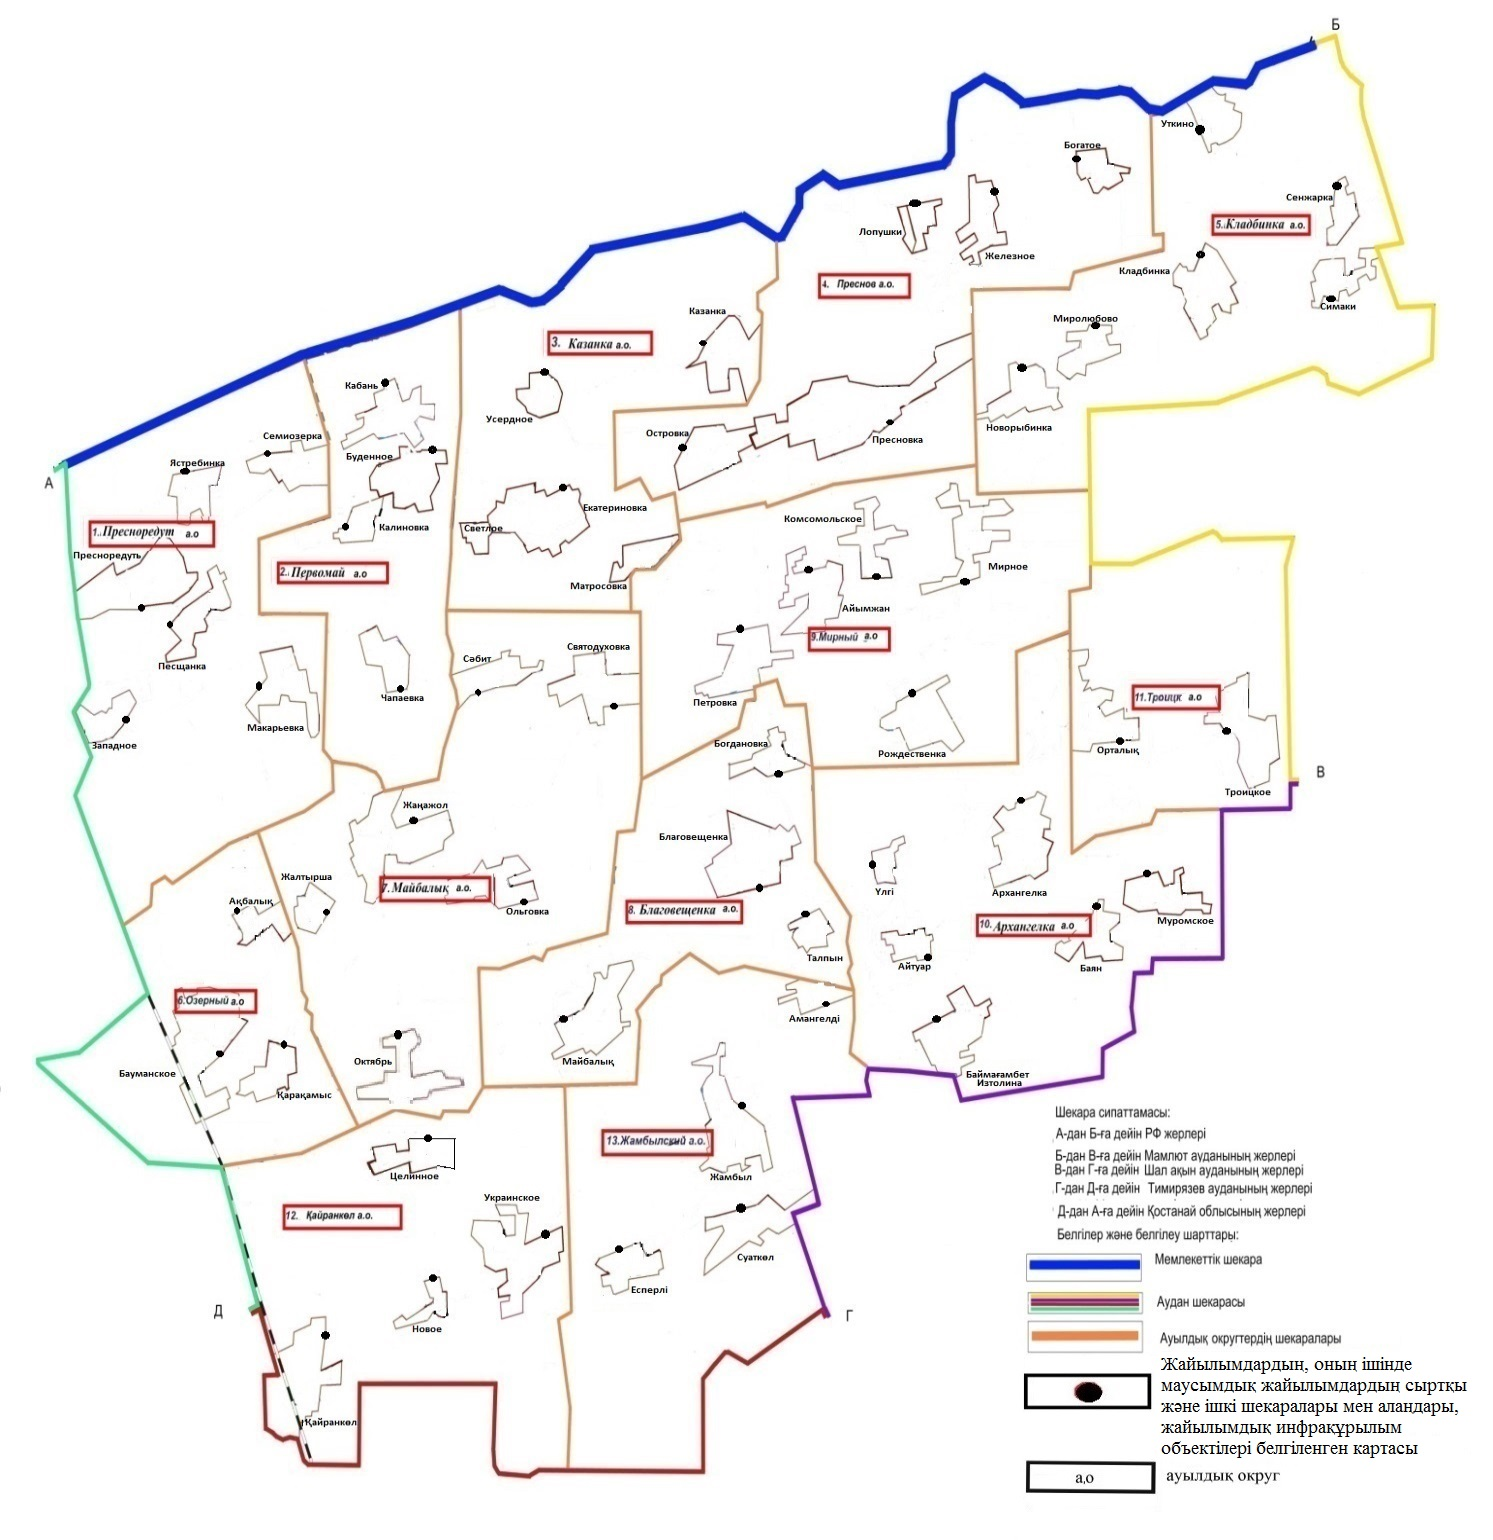 Б
Уткино
Богатое
Сенжарка
5. Кладбинка а.о.
Лопушки
Железное
Кладбинка
4. Преснов а.о.
Симаки
Казанка
Миролюбово
3. Казанка а.о.
Кабань
Усердное
Новорыбинка
Островка
Пресновка
Семиозерка
Буденное
Ястребинка
А
Екатериновка
Комсомольское
Светлое
Калиновка
1. Пресноредут а.о
Пресноредуть
Мирное
2. Первомай а.о
Матросовка
Айымжан
9.Мирный а.о
Святодуховка
Сәбит
Песщанка
Чапаевка
Петровка
11.Троицк а.о
Макарьевка
Западное
Богдановка
Рождественка
Орталық
В
Троицкое
Жаңажол
Благовещенка
Жалтырша
7.Майбалық а.о.
Үлгі
Архангелка
Ақбалық
Ольговка
8. Благовещенка а.о.
10.Архангелка а.о
Муромское
Талпын
Айтуар
Баян
6.Озерный а.о
Амангелді
Октябрь
Майбалық
Бауманское
Баймағамбет
Изтолина
Қарақамыс
Шекара сипаттамасы:
А-дан Б-ға дейін РФ жерлері
13.Жамбылский а.о.
Б-дан В-ға дейін Мамлют ауданының жерлері
В-дан Г-ға дейін Шал ақын ауданының жерлері
Целинное
Жамбыл
Г-дан Д-ға дейін Тимирязев ауданының жерлері
Украинское
Д-дан А-ға дейін Қостанай облысының жерлері
12. Қайранкөл а.о.
Белгілер және белгілеу шарттары:
Суаткөл
Мемлекеттік шекара
Есперлі
Аудан шекарасы
Д
Г
Новое
Ауылдық округтердің шекаралары
Жайылымдардың, оның ішінде
маусымдық жайылымдардың сыртқы
және ішкі шекаралары мен аландары,
жайылымдық инфрақұрылым
объектілері белгіленген картасы
Қайранкөл
а,о ауылдық округ